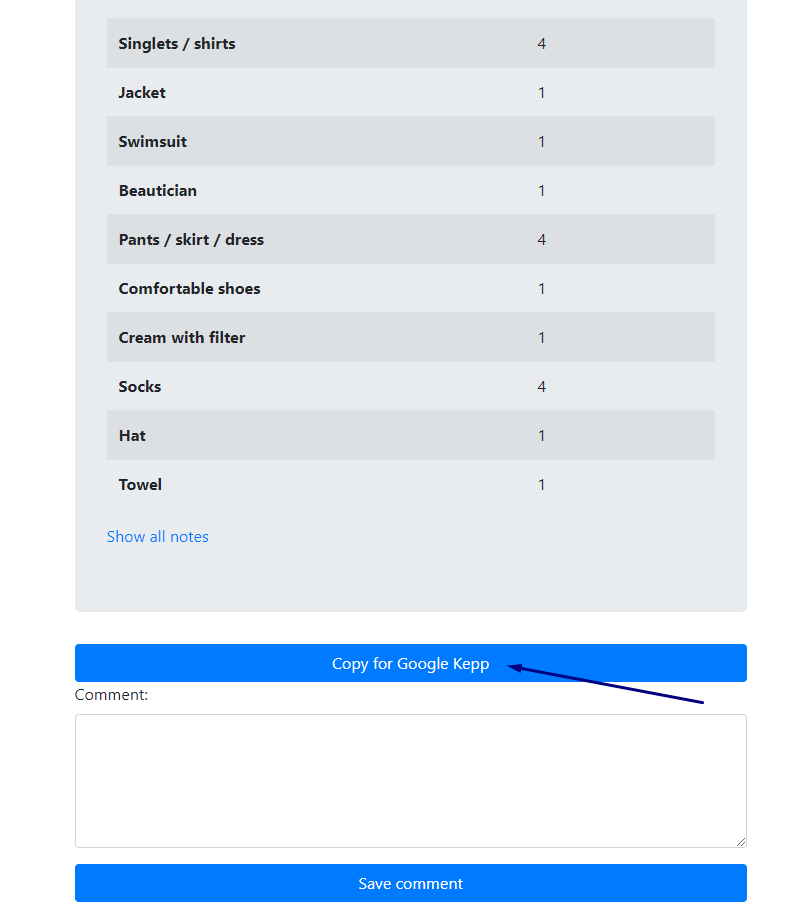 Singlets / shirts 4
Jacket 1
Swimsuit 1
Beautician 1
Pants / skirt / dress 4
Comfortable shoes 1
Cream with filter 1
Socks 4
Hat 1
Towel 1
Show all notes
Copy for Google Kepp
Comment:
Save comment